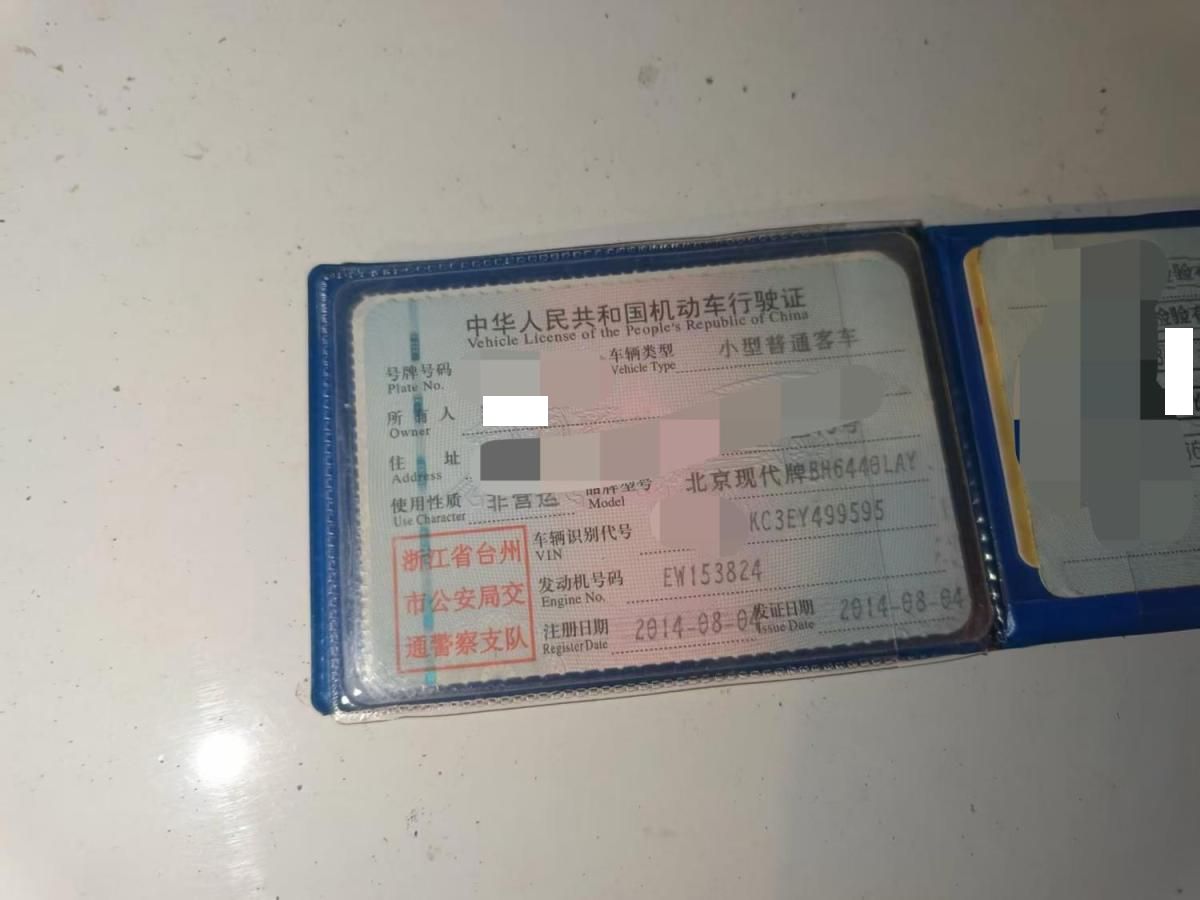 中华人民共和国机动车行驶证
Vehicle License of the People's Republic of China
号牌号码
Plate No.
车辆类型 小型普通客车
Vehicle Type
所有人
Owner
住址
Address
使用性质 非营运
Use Character
品牌型号 北京现代牌BH6440LAY
Model
车辆识别代号 KC3EY499595
VIN
发动机号码 EW153824
Engine No.
注册日期 2014-08-04
Register Date
发证日期 2014-08-04
Issue Date
浙江省台州
市公安局交
通警察支队